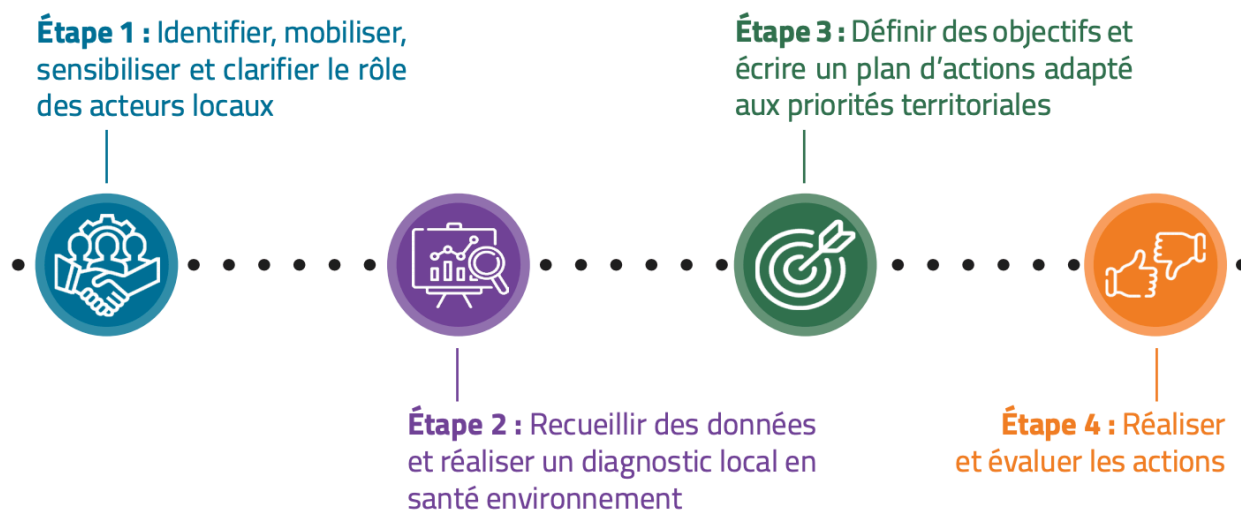 Étape 1 : Identifier, mobiliser,
sensibiliser et clarifier le rôle
des acteurs locaux
Étape 2 : Recueillir des données
et réaliser un diagnostic local en
santé environnement
Étape 3 : Définir des objectifs et
écrire un plan d’actions adapté
aux priorités territoriales
Étape 4 : Réaliser
et évaluer les actions